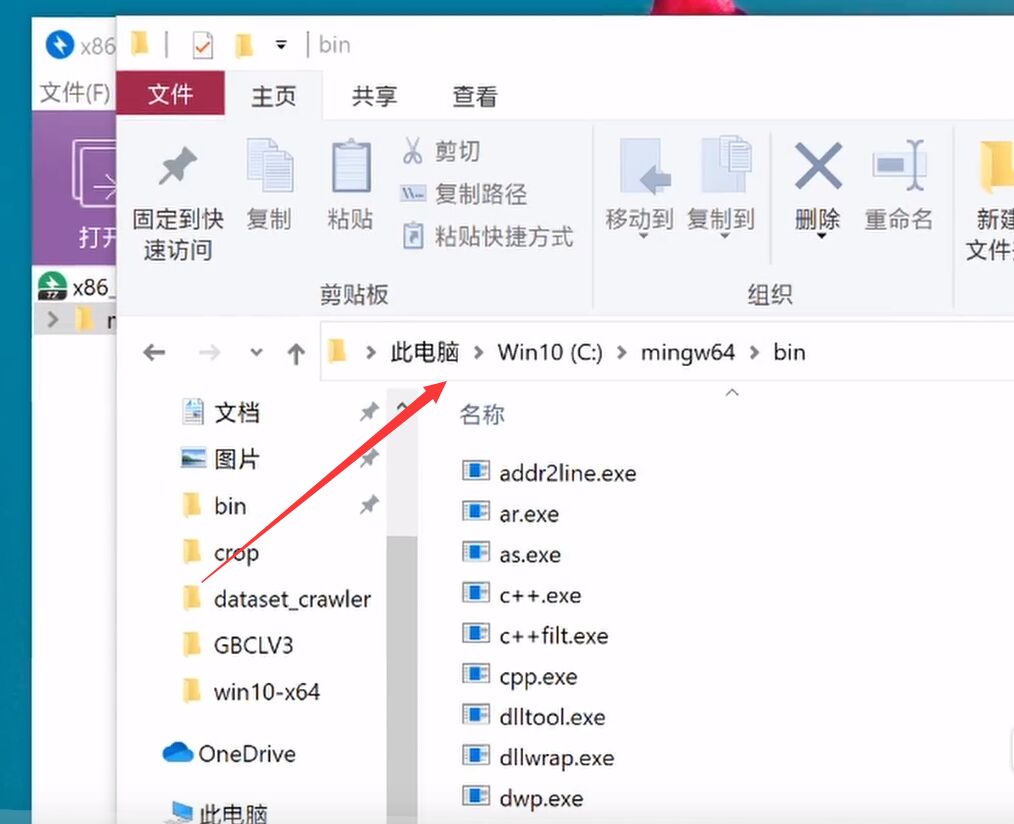 x86
bin
文件(F)
文件
主页
共享
查看
打开
固定到快
速访问
复制
粘贴
剪切
复制路径
粘贴快捷方式
剪贴板
移动到
复制到
删除
重命名
组织
新建
文件
x86_
此电脑
Win10 (C:)
mingw64
bin
文档
图片
bin
crop
dataset_crawler
GBCLV3
win10-x64
OneDrive
此电脑
名称
addr2line.exe
ar.exe
as.exe
c++.exe
c++filt.exe
cpp.exe
dlltool.exe
dllwrap.exe
dwp.exe